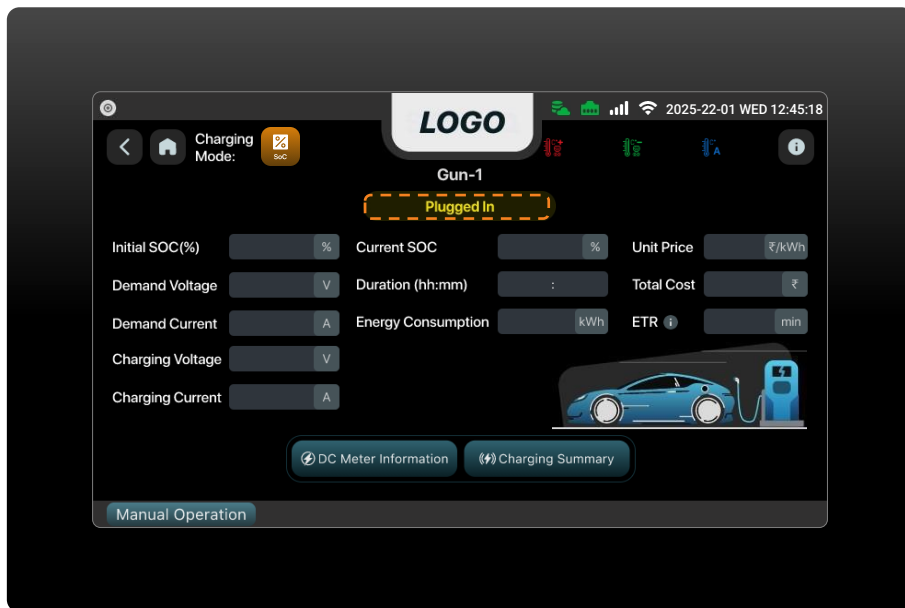 LOGO
2025-22-01 WED 12:45:18
Charging
Mode:
SoC
A
Gun-1
Plugged In
Initial SOC(%) % Current SOC % Unit Price ₹/kWh
Demand Voltage V Duration (hh:mm) : Total Cost ₹
Demand Current A Energy Consumption kWh ETR min
Charging Voltage V
Charging Current A
DC Meter Information Charging Summary
Manual Operation